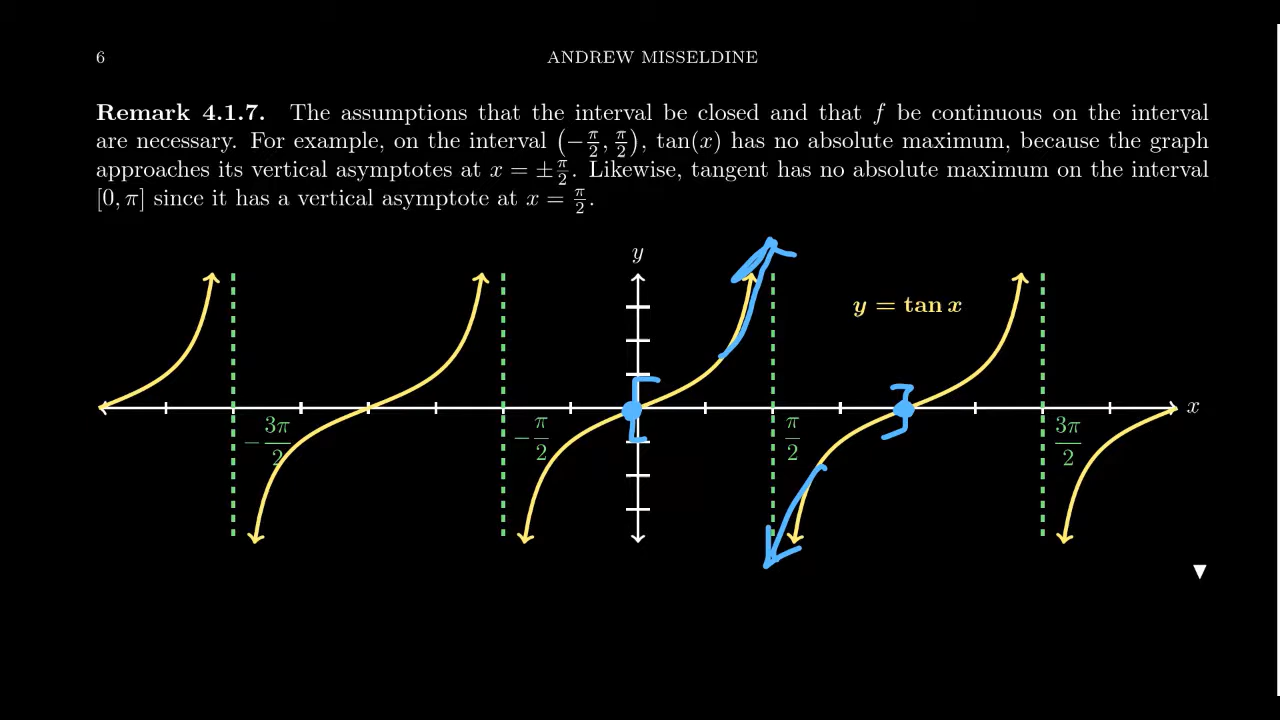 6 ANDREW MISSELDINE
Remark 4.1.7. The assumptions that the interval be closed and that f be continuous on the interval
are necessary. For example, on the interval (−π/2, π/2), tan(x) has no absolute maximum, because the graph
approaches its vertical asymptotes at x = ±π/2. Likewise, tangent has no absolute maximum on the interval
[0, π] since it has a vertical asymptote at x = π/2.
y
y = tan x
x
−3π/2
−π/2
π/2
3π/2